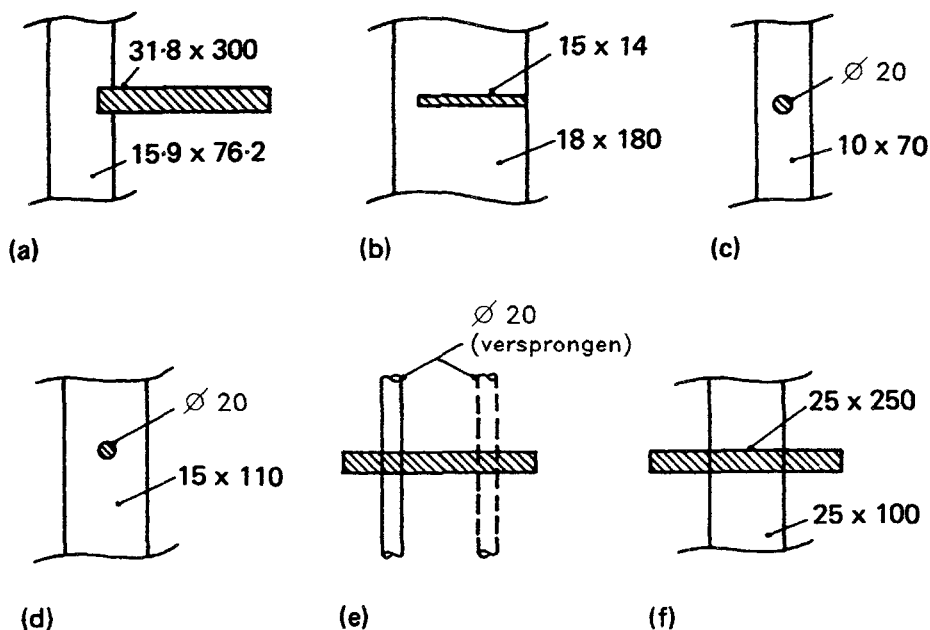 31·8 x 300
15·9 x 76·2
(a)
15 x 14
18 x 180
(b)
∅ 20
10 x 70
(c)
∅ 20
15 x 110
(d)
∅ 20
(versprongen)
(e)
25 x 250
25 x 100
(f)